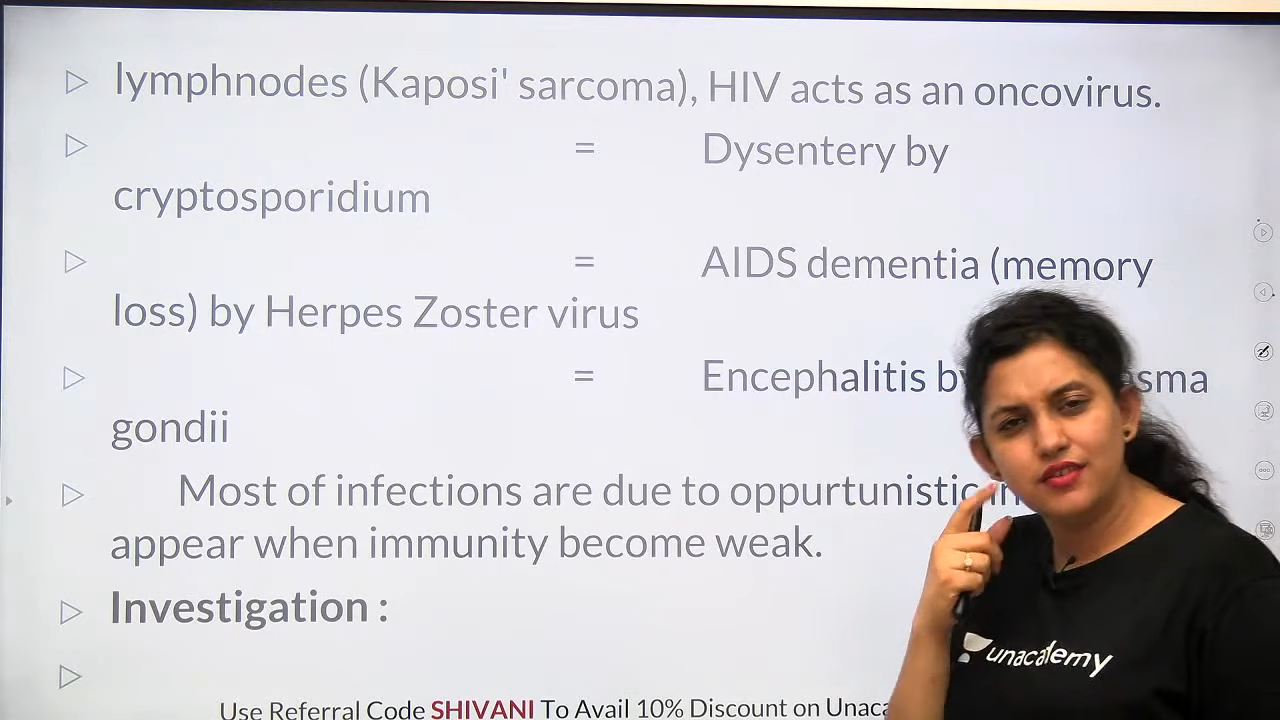 lymphnodes (Kaposi' sarcoma), HIV acts as an oncovirus.
= Dysentery by
cryptosporidium
= AIDS dementia (memory
loss) by Herpes Zoster virus
= Encephalitis by
gondii
Most of infections are due to oppurtunistic
appear when immunity become weak.
Investigation :
Use Referral Code SHIVANI To Avail 10% Discount on
unacademy